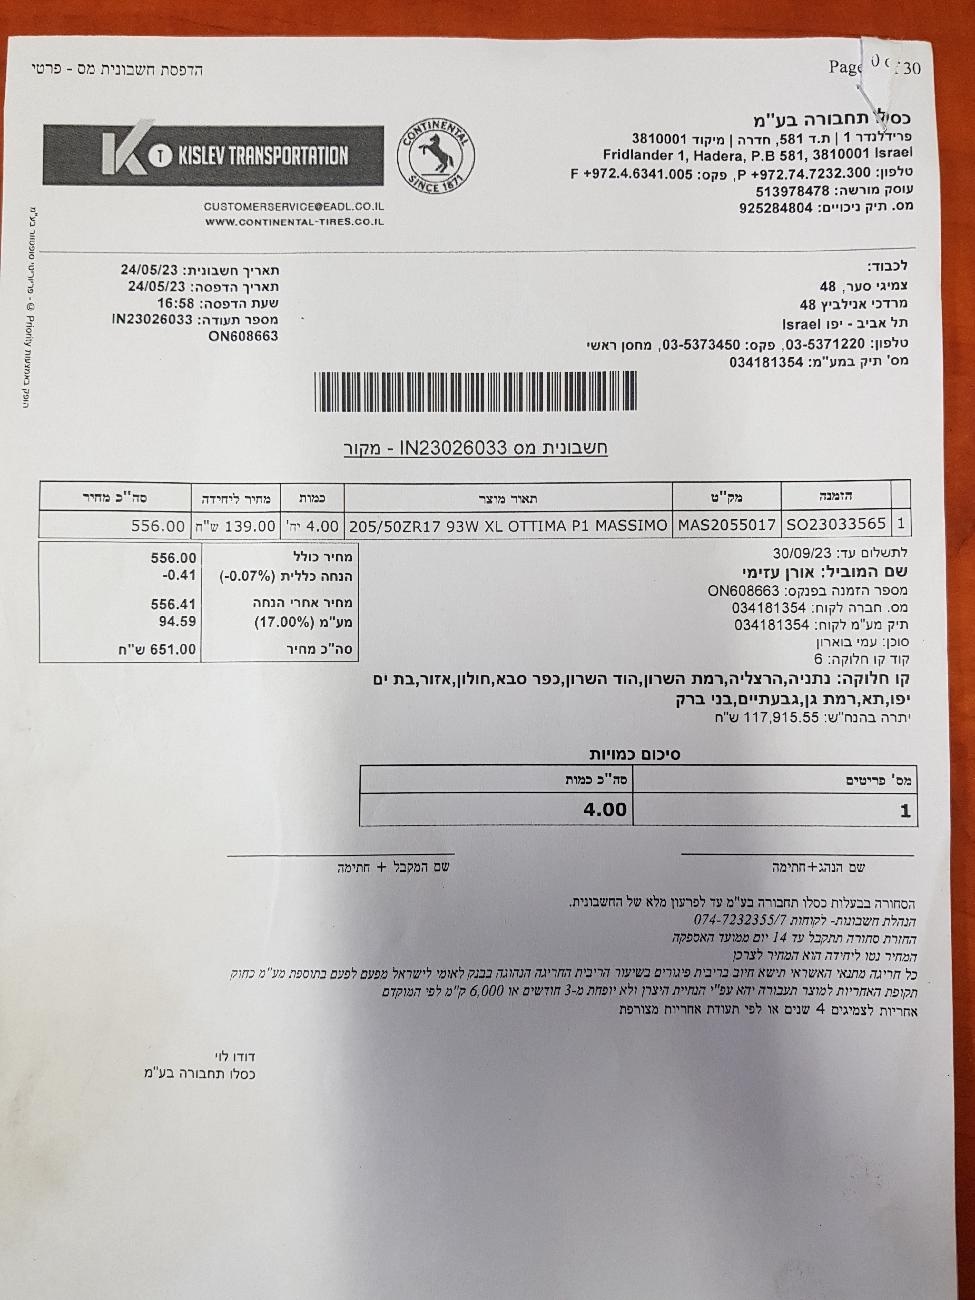 הדפסת חשבונית מס - פרטי
Page 0 of 30
כסלו תחבורה בע"מ
פרידלנדר 1 | ת.ד 581, חדרה | מיקוד 3810001
Fridlander 1, Hadera, P.B 581, 3810001 Israel
טלפון: P +972.74.7232.300, פקס: F +972.4.6341.005
עוסק מורשה: 513978478
מס. תיק ניכויים: 925284804
K T KISLEV TRANSPORTATION
CONTINENTAL
SINCE 1871
CUSTOMERSERVICE@EADL.CO.IL
WWW.CONTINENTAL-TIRES.CO.IL
הופק באמצעות Priority © - פריוריטי סופטוור בע"מ
לכבוד:
צמיגי סער, 48
מרדכי אנילביץ 48
תל אביב - יפו Israel
טלפון: 03-5371220, פקס: 03-5373450, מחסן ראשי
מס' תיק במע"מ: 034181354
תאריך חשבונית: 24/05/23
תאריך הדפסה: 24/05/23
שעת הדפסה: 16:58
מספר תעודה: IN23026033
ON608663
חשבונית מס IN23026033 - מקור
הזמנה מק"ט תאור מוצר כמות מחיר ליחידה סה"כ מחיר
1 SO23033565 MAS2055017 205/50ZR17 93W XL OTTIMA P1 MASSIMO 4.00 יח' 139.00 ש"ח 556.00
מחיר כולל 556.00
הנחה כללית (-0.07%) -0.41
מחיר אחרי הנחה 556.41
מע"מ (17.00%) 94.59
סה"כ מחיר 651.00 ש"ח
לתשלום עד: 30/09/23
שם המוביל: אורן עזימי
מספר הזמנה בפנקס: ON608663
מס. חברה לקוח: 034181354
תיק מע"מ לקוח: 034181354
סוכן: עמי בוארון
קוד קו חלוקה: 6
קו חלוקה: נתניה,הרצליה,רמת השרון,הוד השרון,כפר סבא,חולון,אזור,בת ים
יפו,תא,רמת גן,גבעתיים,בני ברק
יתרה בהנח"ש: 117,915.55 ש"ח
סיכום כמויות
מס' פריטים סה"כ כמות
1 4.00
שם הנהג+חתימה
שם המקבל + חתימה
הסחורה בבעלות כסלו תחבורה בע"מ עד לפרעון מלא של החשבונית.
הנהלת חשבונות- לקוחות 074-7232355/7
החזרת סחורה תתקבל עד 14 יום ממועד האספקה
המחיר נטו ליחידה הוא המחיר לצרכן
כל חריגה מתנאי האשראי תישא חיוב בריבית פיגורים בשיעור הריבית החריגה הנהוגה בבנק לאומי לישראל מפעם לפעם בתוספת מע"מ כחוק
תקופת האחריות למוצר תעבורה יהא עפ"י הנחיית היצרן ולא יופחת מ-3 חודשים או 6,000 ק"מ לפי המוקדם
אחריות לצמיגים 4 שנים או לפי תעודת אחריות מצורפת
דודו לוי
כסלו תחבורה בע"מ